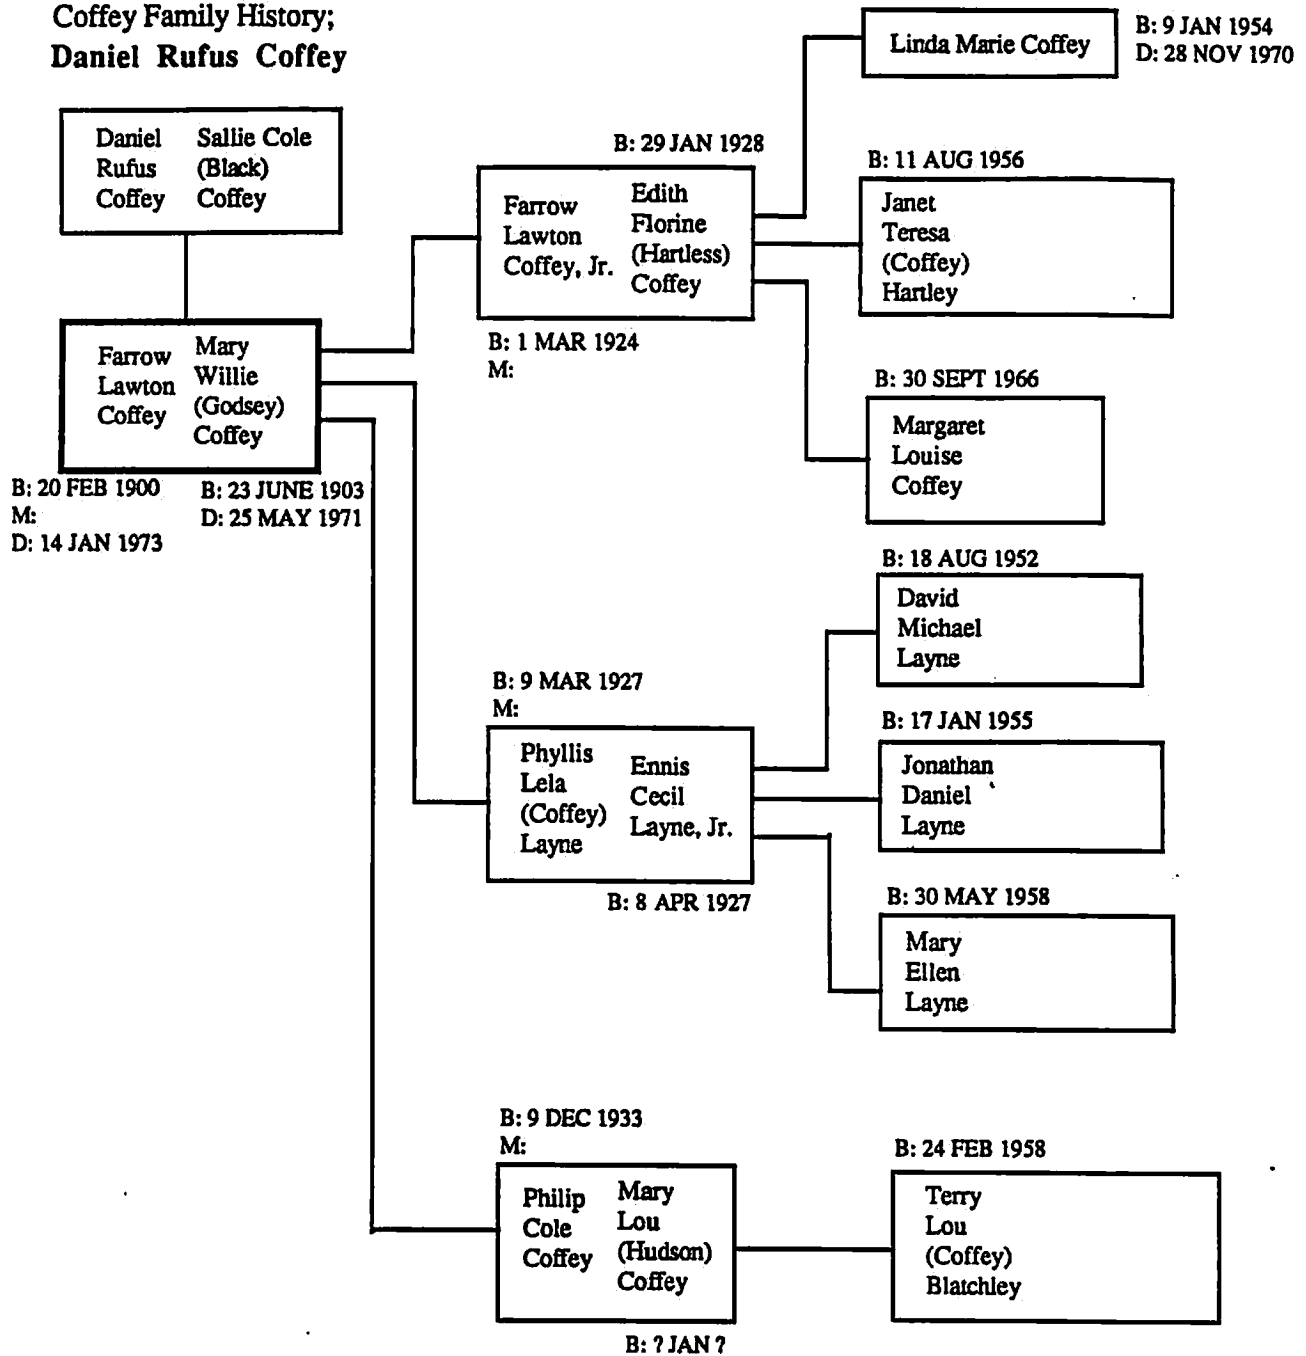 Coffey Family History;
Daniel Rufus Coffey
Daniel
Rufus
Coffey
Sallie Cole
(Black)
Coffey
Farrow
Lawton
Coffey
Mary
Willie
(Godsey)
Coffey
B: 20 FEB 1900
M:
D: 14 JAN 1973
B: 23 JUNE 1903
D: 25 MAY 1971
B: 29 JAN 1928
Farrow
Lawton
Coffey, Jr.
Edith
Florine
(Hartless)
Coffey
B: 1 MAR 1924
M:
Linda Marie Coffey
B: 9 JAN 1954
D: 28 NOV 1970
B: 11 AUG 1956
Janet
Teresa
(Coffey)
Hartley
B: 30 SEPT 1966
Margaret
Louise
Coffey
B: 9 MAR 1927
M:
Phyllis
Lela
(Coffey)
Layne
Ennis
Cecil
Layne, Jr.
B: 8 APR 1927
B: 18 AUG 1952
David
Michael
Layne
B: 17 JAN 1955
Jonathan
Daniel
Layne
B: 30 MAY 1958
Mary
Ellen
Layne
B: 9 DEC 1933
M:
Philip
Cole
Coffey
Mary
Lou
(Hudson)
Coffey
B: ? JAN ?
B: 24 FEB 1958
Terry
Lou
(Coffey)
Blatchley